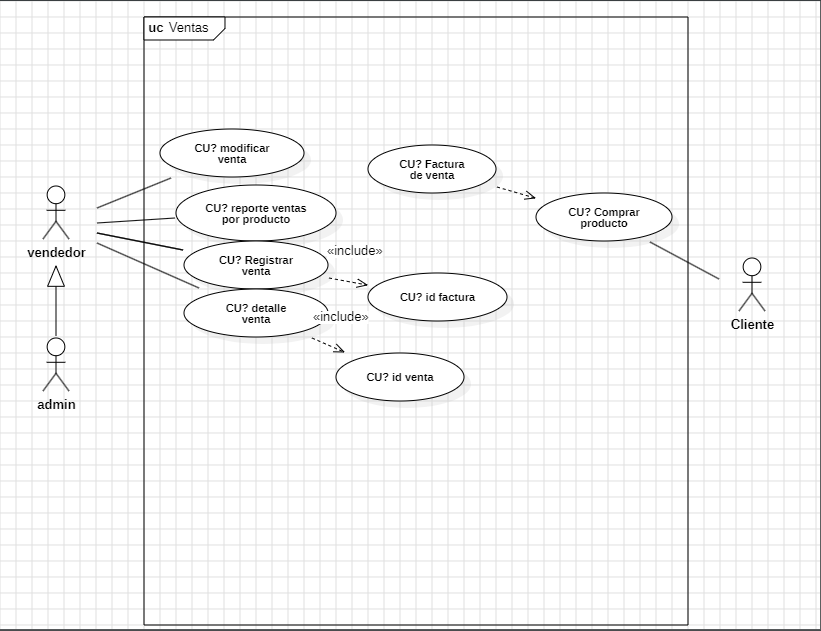 uc Ventas
CU? modificar
venta
CU? Factura
de venta
CU? reporte ventas
por producto
CU? Comprar
producto
vendedor
«include»
CU? Registrar
venta
CU? id factura
CU? detalle
venta
«include»
Cliente
CU? id venta
admin